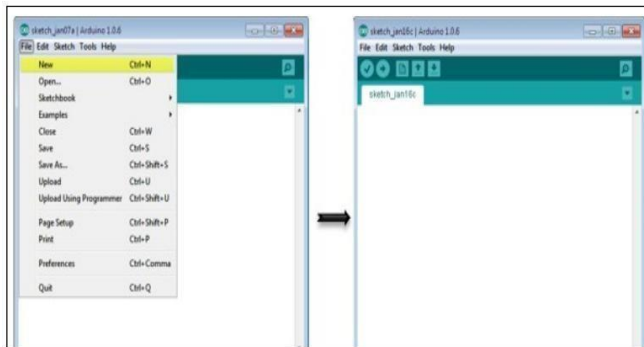 sketch_jan07a | Arduino 1.0.6
File Edit Sketch Tools Help
New Ctrl+N
Open... Ctrl+O
Sketchbook
Examples
Close Ctrl+W
Save Ctrl+S
Save As... Ctrl+Shift+S
Upload Ctrl+U
Upload Using Programmer Ctrl+Shift+U
Page Setup Ctrl+Shift+P
Print Ctrl+P
Preferences Ctrl+Comma
Quit Ctrl+Q
sketch_jan16c | Arduino 1.0.6
File Edit Sketch Tools Help
sketch_jan16c